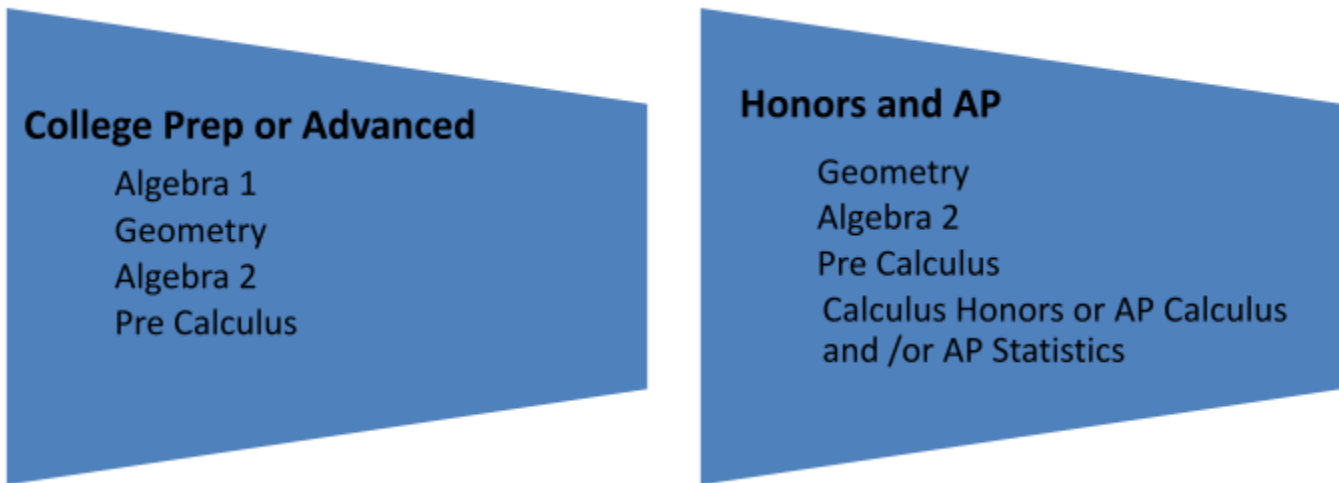 College Prep or Advanced
Algebra 1
Geometry
Algebra 2
Pre Calculus
Honors and AP
Geometry
Algebra 2
Pre Calculus
Calculus Honors or AP Calculus
and /or AP Statistics